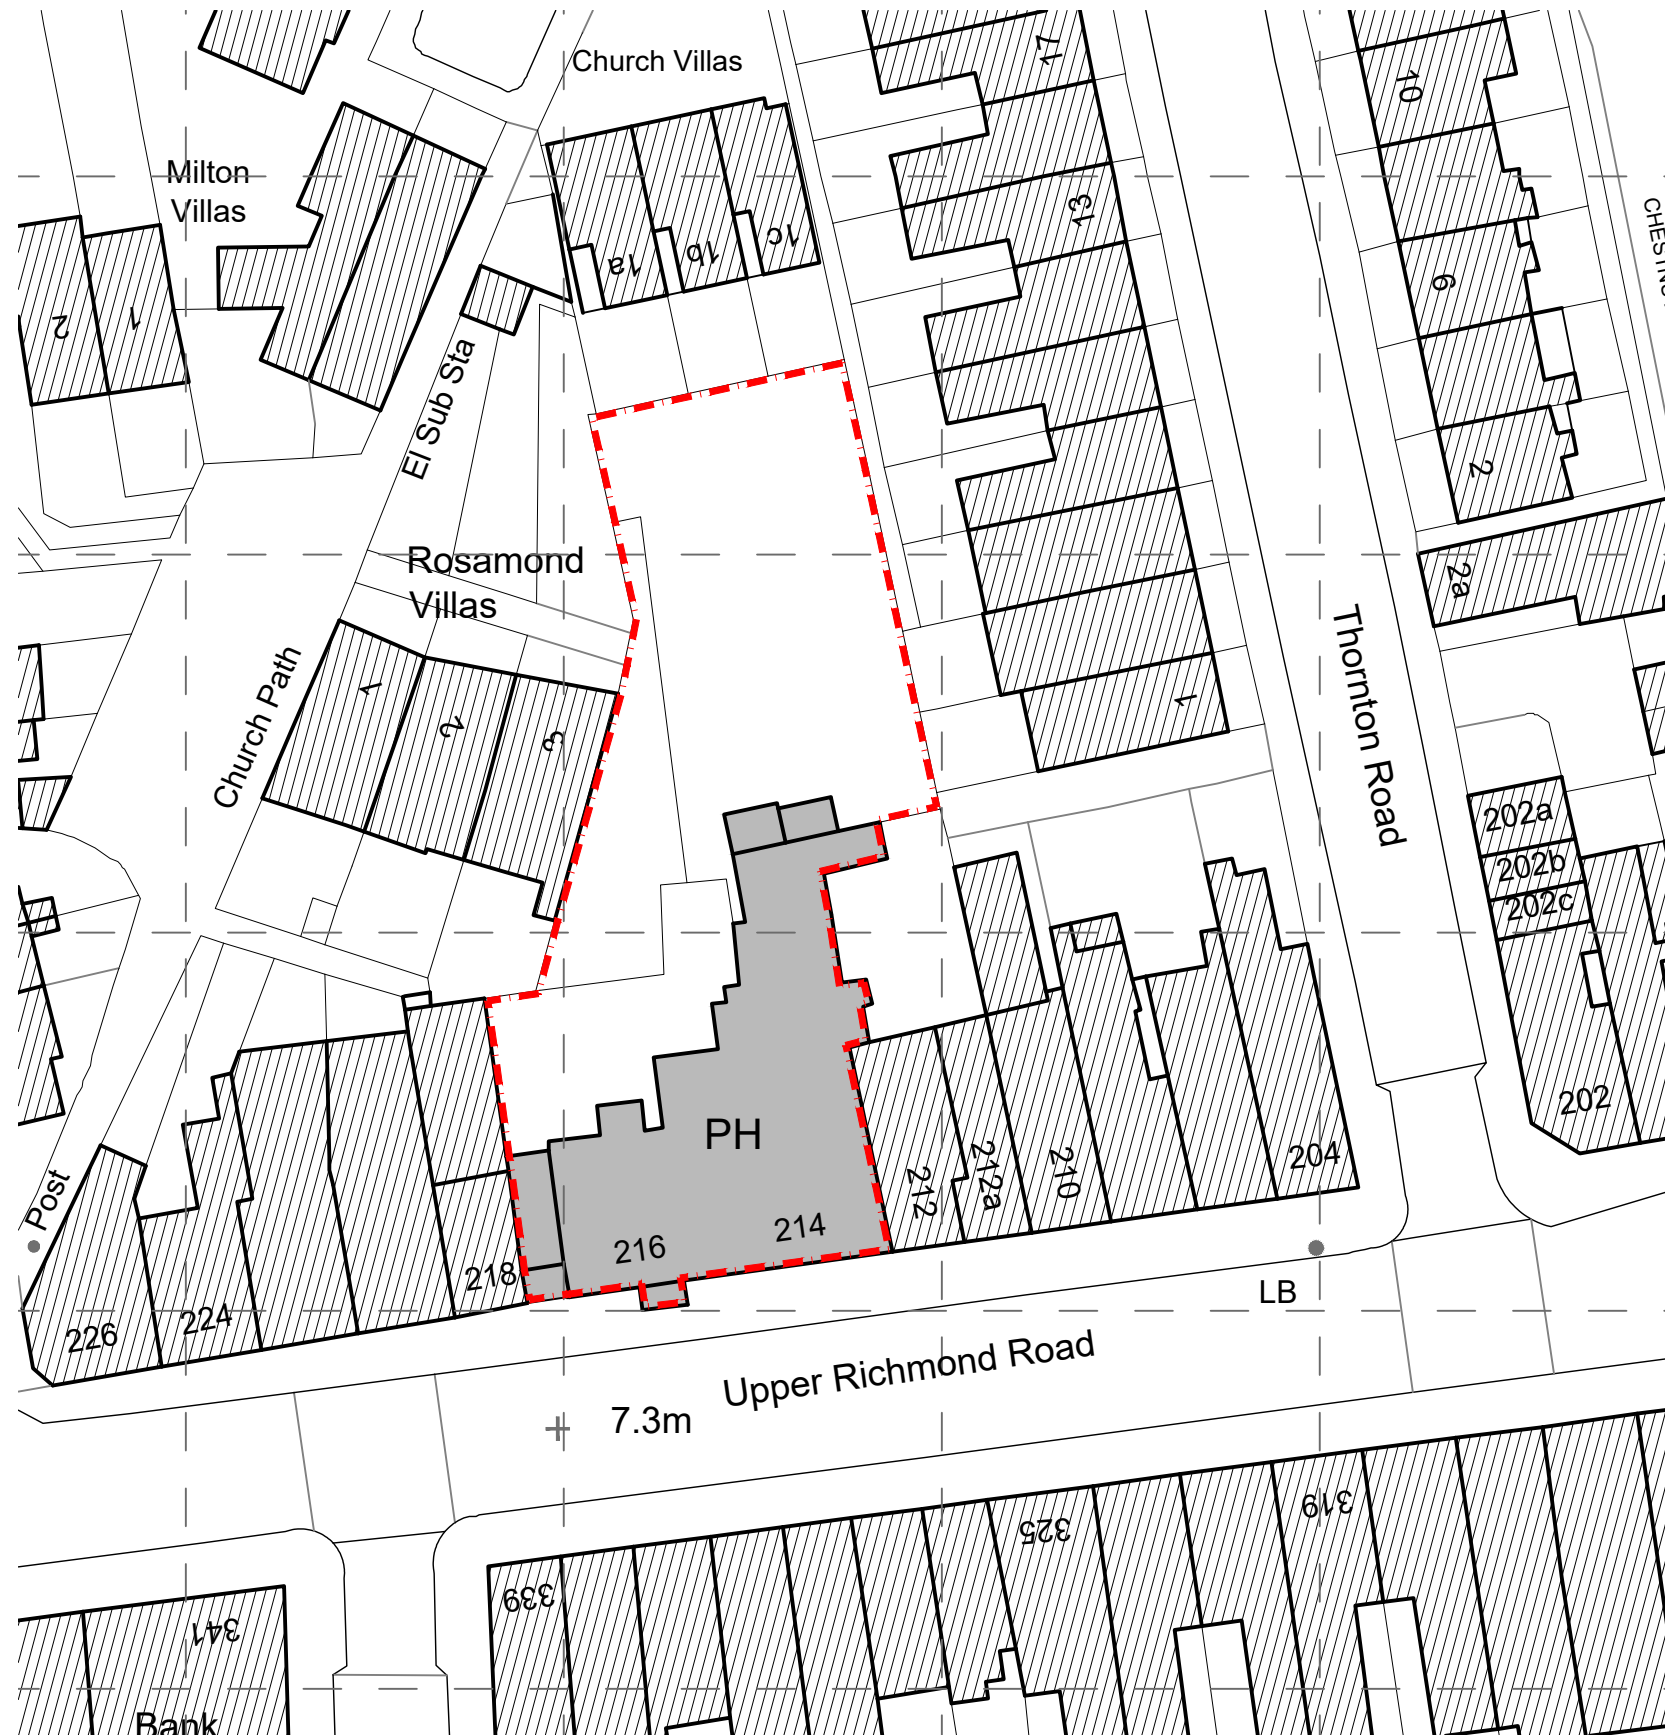 Church Villas
17
10
Milton
Villas
13
CHESTNU
1a
1b
1c
2
1
6
El Sub Sta
2
Rosamond
Villas
2a
Thornton Road
Church Path
1
2
3
1
202a
202b
202c
PH
202
Post
212
212a
210
204
216
214
218
226
224
LB
Upper Richmond Road
7.3m
325
319
339
341
Bank